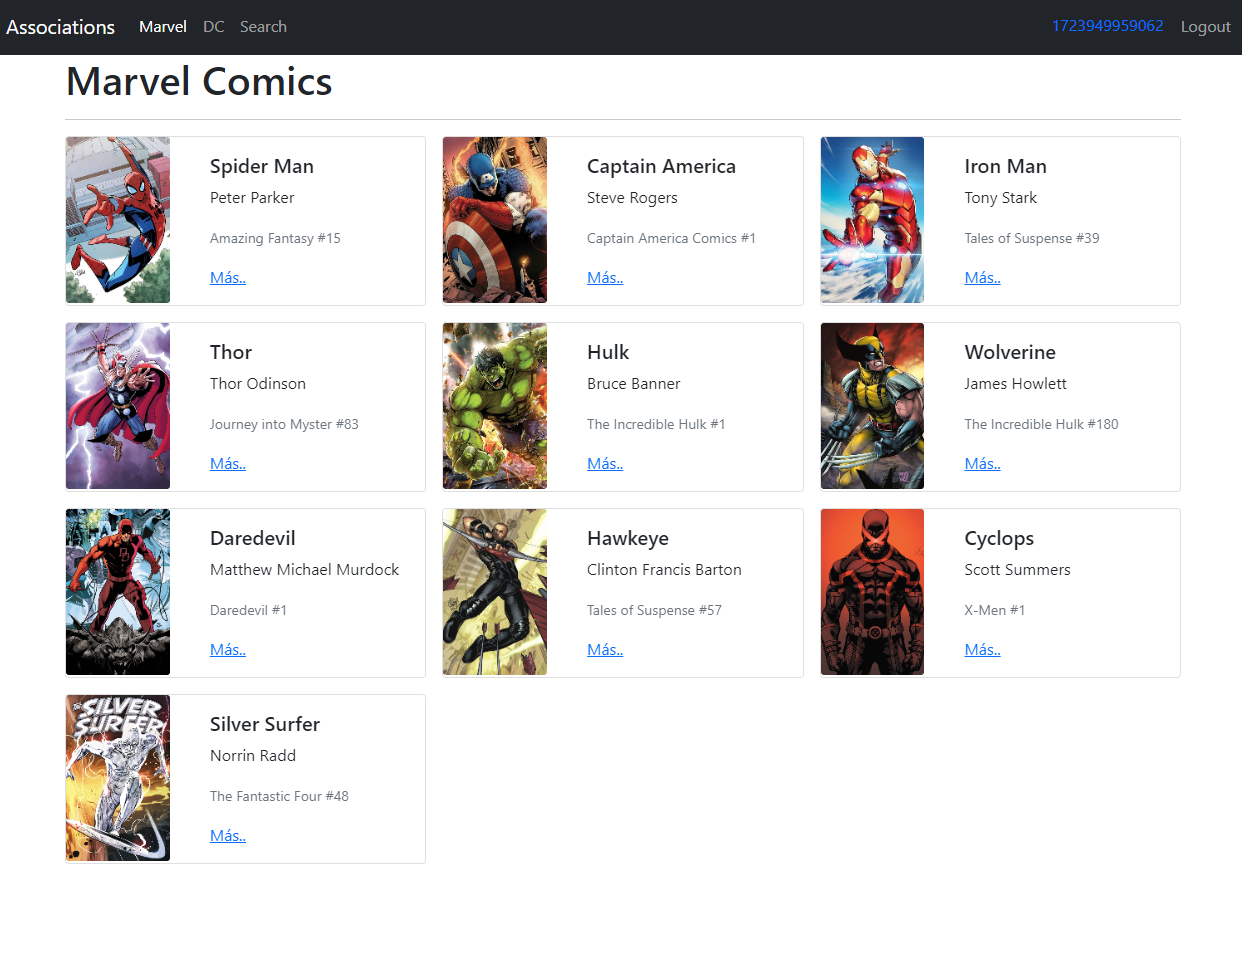 Associations Marvel DC Search 1723949959062 Logout
Marvel Comics
Spider Man
Peter Parker
Amazing Fantasy #15
Más..
Captain America
Steve Rogers
Captain America Comics #1
Más..
Iron Man
Tony Stark
Tales of Suspense #39
Más..
Thor
Thor Odinson
Journey into Myster #83
Más..
Hulk
Bruce Banner
The Incredible Hulk #1
Más..
Wolverine
James Howlett
The Incredible Hulk #180
Más..
Daredevil
Matthew Michael Murdock
Daredevil #1
Más..
Hawkeye
Clinton Francis Barton
Tales of Suspense #57
Más..
Cyclops
Scott Summers
X-Men #1
Más..
THE SILVER
SURFER
Silver Surfer
Norrin Radd
The Fantastic Four #48
Más..